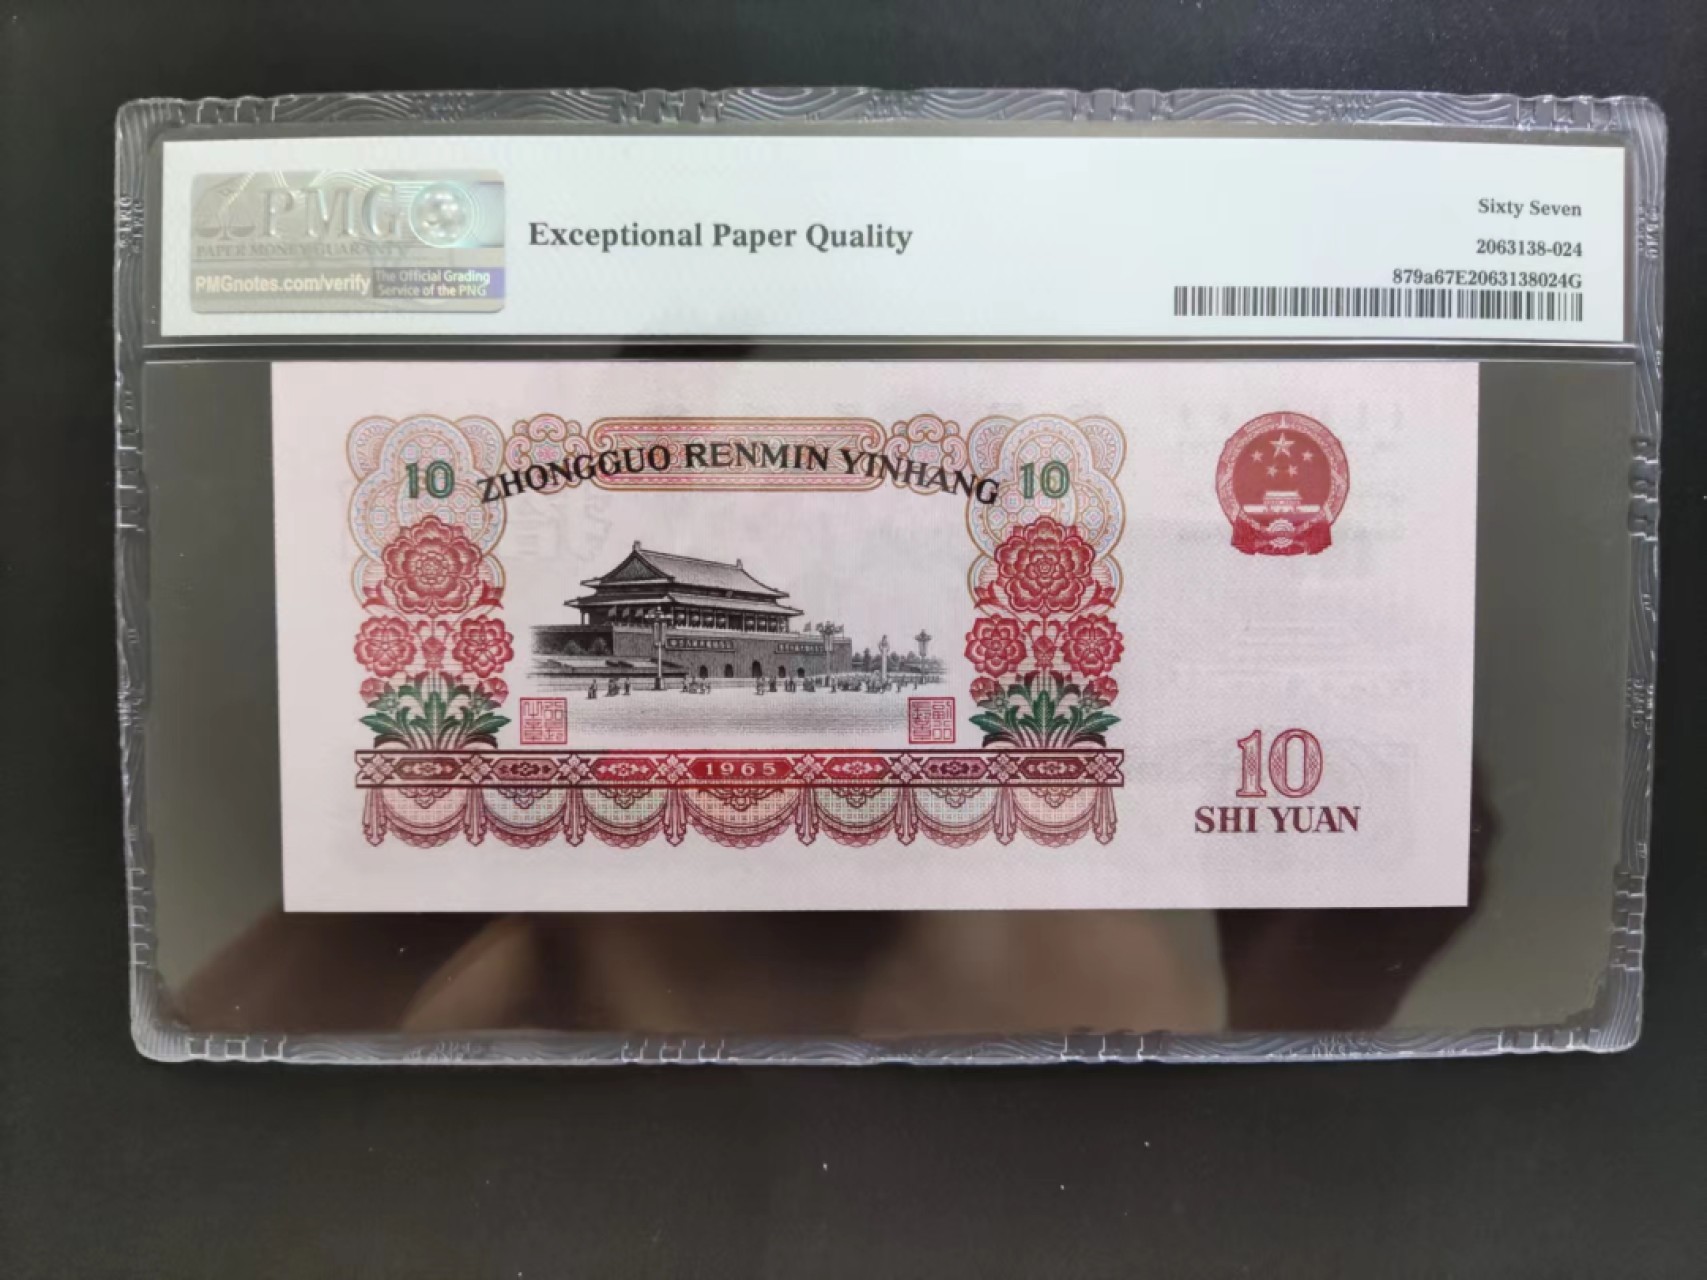 PMG
PAPER MONEY GUARANTY
PMGnotes.com/verify
The Official Grading
Service of the PNG
Exceptional Paper Quality
Sixty Seven
2063138-024
879a67E2063138024G
10 ZHONGGUO RENMIN YINHANG 10
1965
10
SHI YUAN